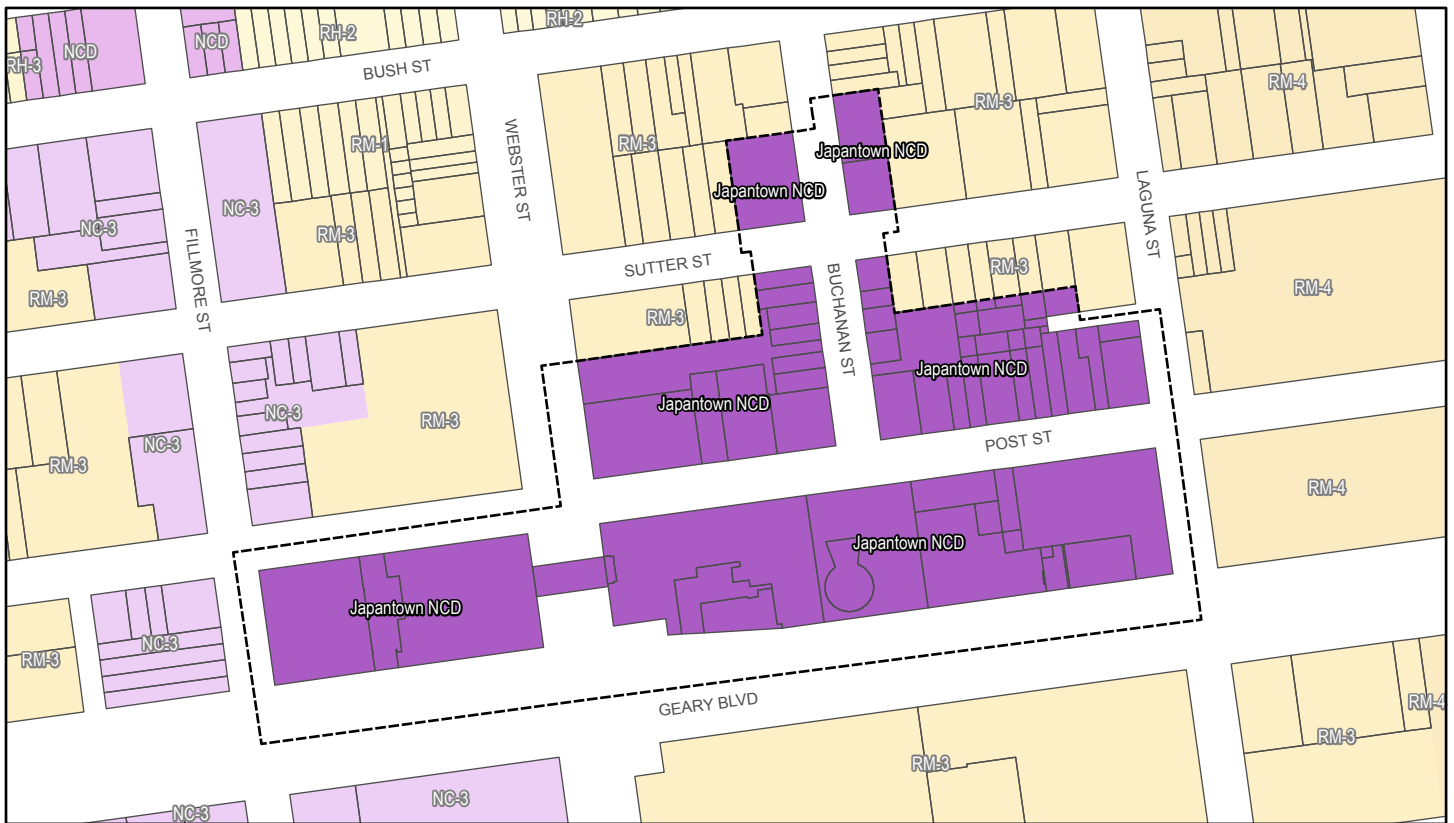 RH-2
RH-2
NCD
NCD
RH-3
BUSH ST
RM-4
RM-3
RM-1
RM-3
Japantown NCD
WEBSTER ST
Japantown NCD
NC-3
LAGUNA ST
NC-3
RM-3
FILLMORE ST
SUTTER ST
RM-3
RM-4
RM-3
BUCHANAN ST
RM-3
Japantown NCD
Japantown NCD
NC-3
RM-3
POST ST
NC-3
RM-3
RM-4
Japantown NCD
Japantown NCD
NC-3
RM-3
GEARY BLVD
RM-4
RM-3
RM-3
NC-3
NC-3